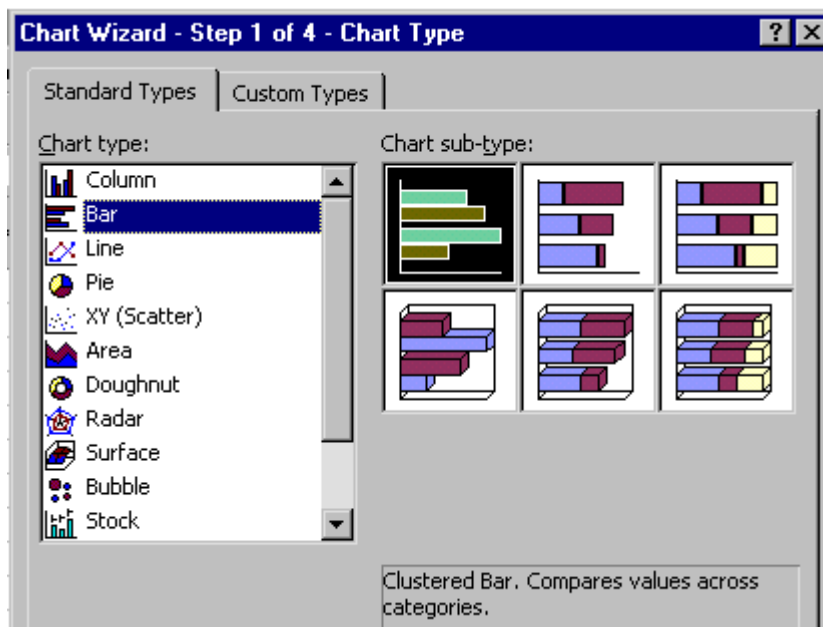 Chart Wizard - Step 1 of 4 - Chart Type
Standard Types
Custom Types
Chart type:
Chart sub-type:
Column
Bar
Line
Pie
XY (Scatter)
Area
Doughnut
Radar
Surface
Bubble
Stock
Clustered Bar. Compares values across
categories.